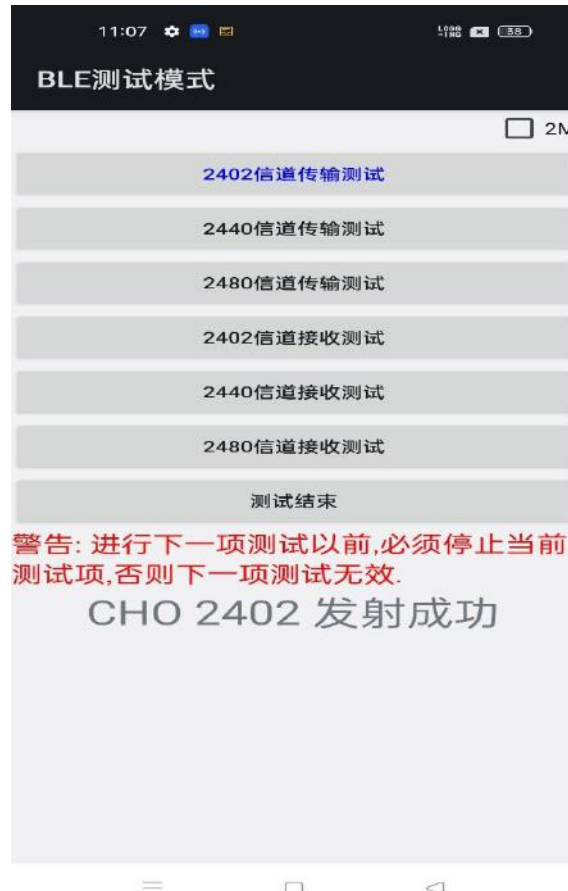 11:07
38
BLE测试模式
2M
2402信道传输测试
2440信道传输测试
2480信道传输测试
2402信道接收测试
2440信道接收测试
2480信道接收测试
测试结束
警告: 进行下一项测试以前,必须停止当前
测试项,否则下一项测试无效.
CHO 2402 发射成功